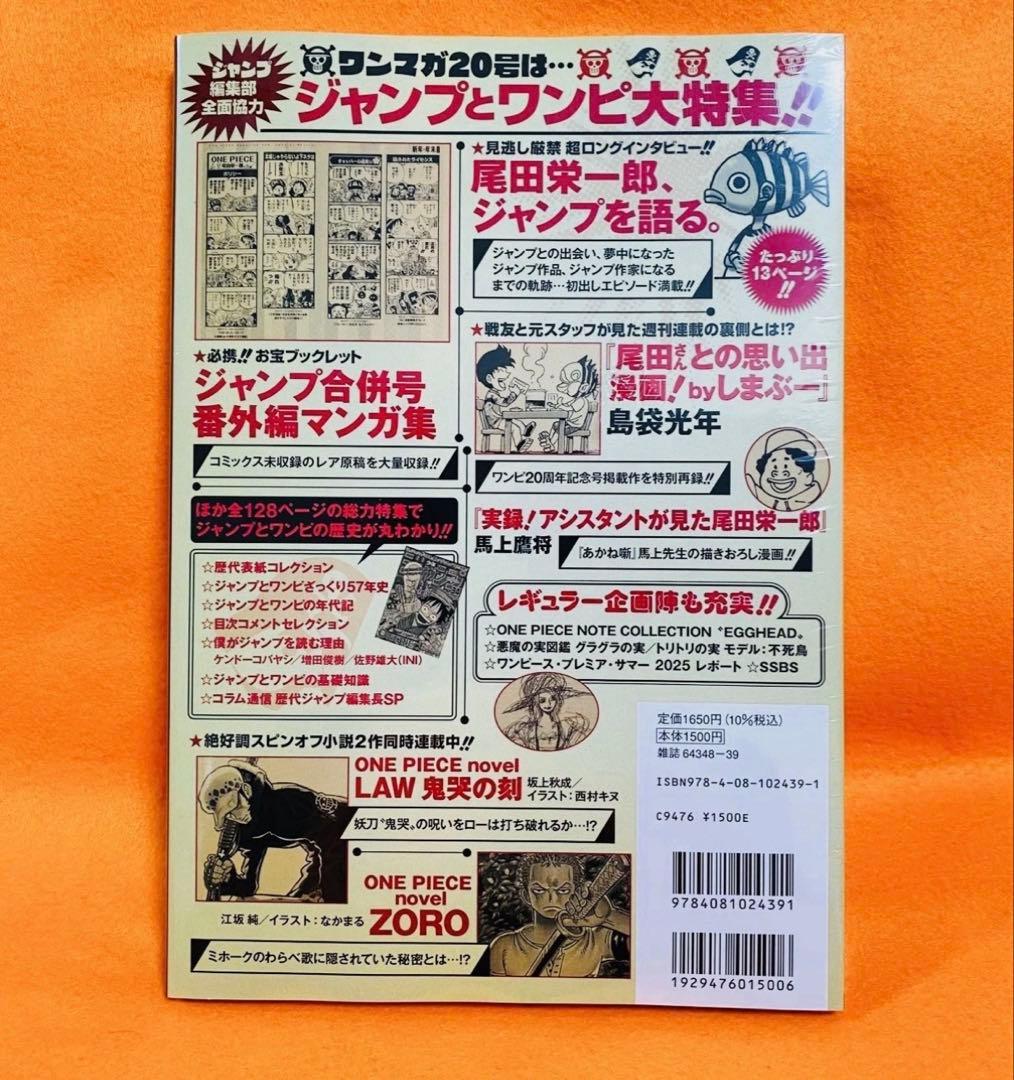 ジャンプ
編集部
全面協力
ワンマガ20号は…
ジャンプとワンピ大特集!!
ONE PIECE
★必携!! お宝ブックレット
ジャンプ合併号
番外編マンガ集
コミックス未収録のレア原稿を大量収録!!
★見逃し厳禁 超ロングインタビュー!!
尾田栄一郎、
ジャンプを語る。
ジャンプとの出会い、夢中になった
ジャンプ作品、ジャンプ作家になる
までの軌跡…初出しエピソード満載!!
たっぷり
13ページ
!!
★戦友と元スタッフが見た週刊連載の裏側とは!?
『尾田さんとの思い出
漫画!byしまぶー』
島袋光年
ワンピ20周年記念号掲載作を特別再録!!
『実録!アシスタントが見た尾田栄一郎』
馬上鷹将
『あかね噺』馬上先生の描きおろし漫画!!
ほか全128ページの総力特集で
ジャンプとワンピの歴史が丸わかり!!
☆歴代表紙コレクション
☆ジャンプとワンピざっくり57年史
☆ジャンプとワンピの年代記
☆目次コメントセレクション
☆僕がジャンプを読む理由
ケンドーコバヤシ/増田俊樹/佐野雄大(INI)
☆ジャンプとワンピの基礎知識
☆コラム通信 歴代ジャンプ編集長SP
レギュラー企画陣も充実!!
☆ONE PIECE NOTE COLLECTION〝EGGHEAD〟
☆悪魔の実図鑑 グラグラの実/トリトリの実 モデル:不死鳥
☆ワンピース・プレミア・サマー 2025 レポート ☆SSBS
★絶好調スピンオフ小説2作同時連載中!!
ONE PIECE novel
LAW 鬼哭の刻
坂上秋成/
イラスト:西村キヌ
妖刀〝鬼哭〟の呪いをローは打ち破れるか…!?
ONE PIECE
novel
ZORO
江坂 純/イラスト:なかまる
ミホークのわらべ歌に隠されていた秘密とは…!?
定価1650円(10%税込)
本体1500円
雑誌 64348-39
ISBN978-4-08-102439-1
C9476 ¥1500E
9784081024391
1929476015006